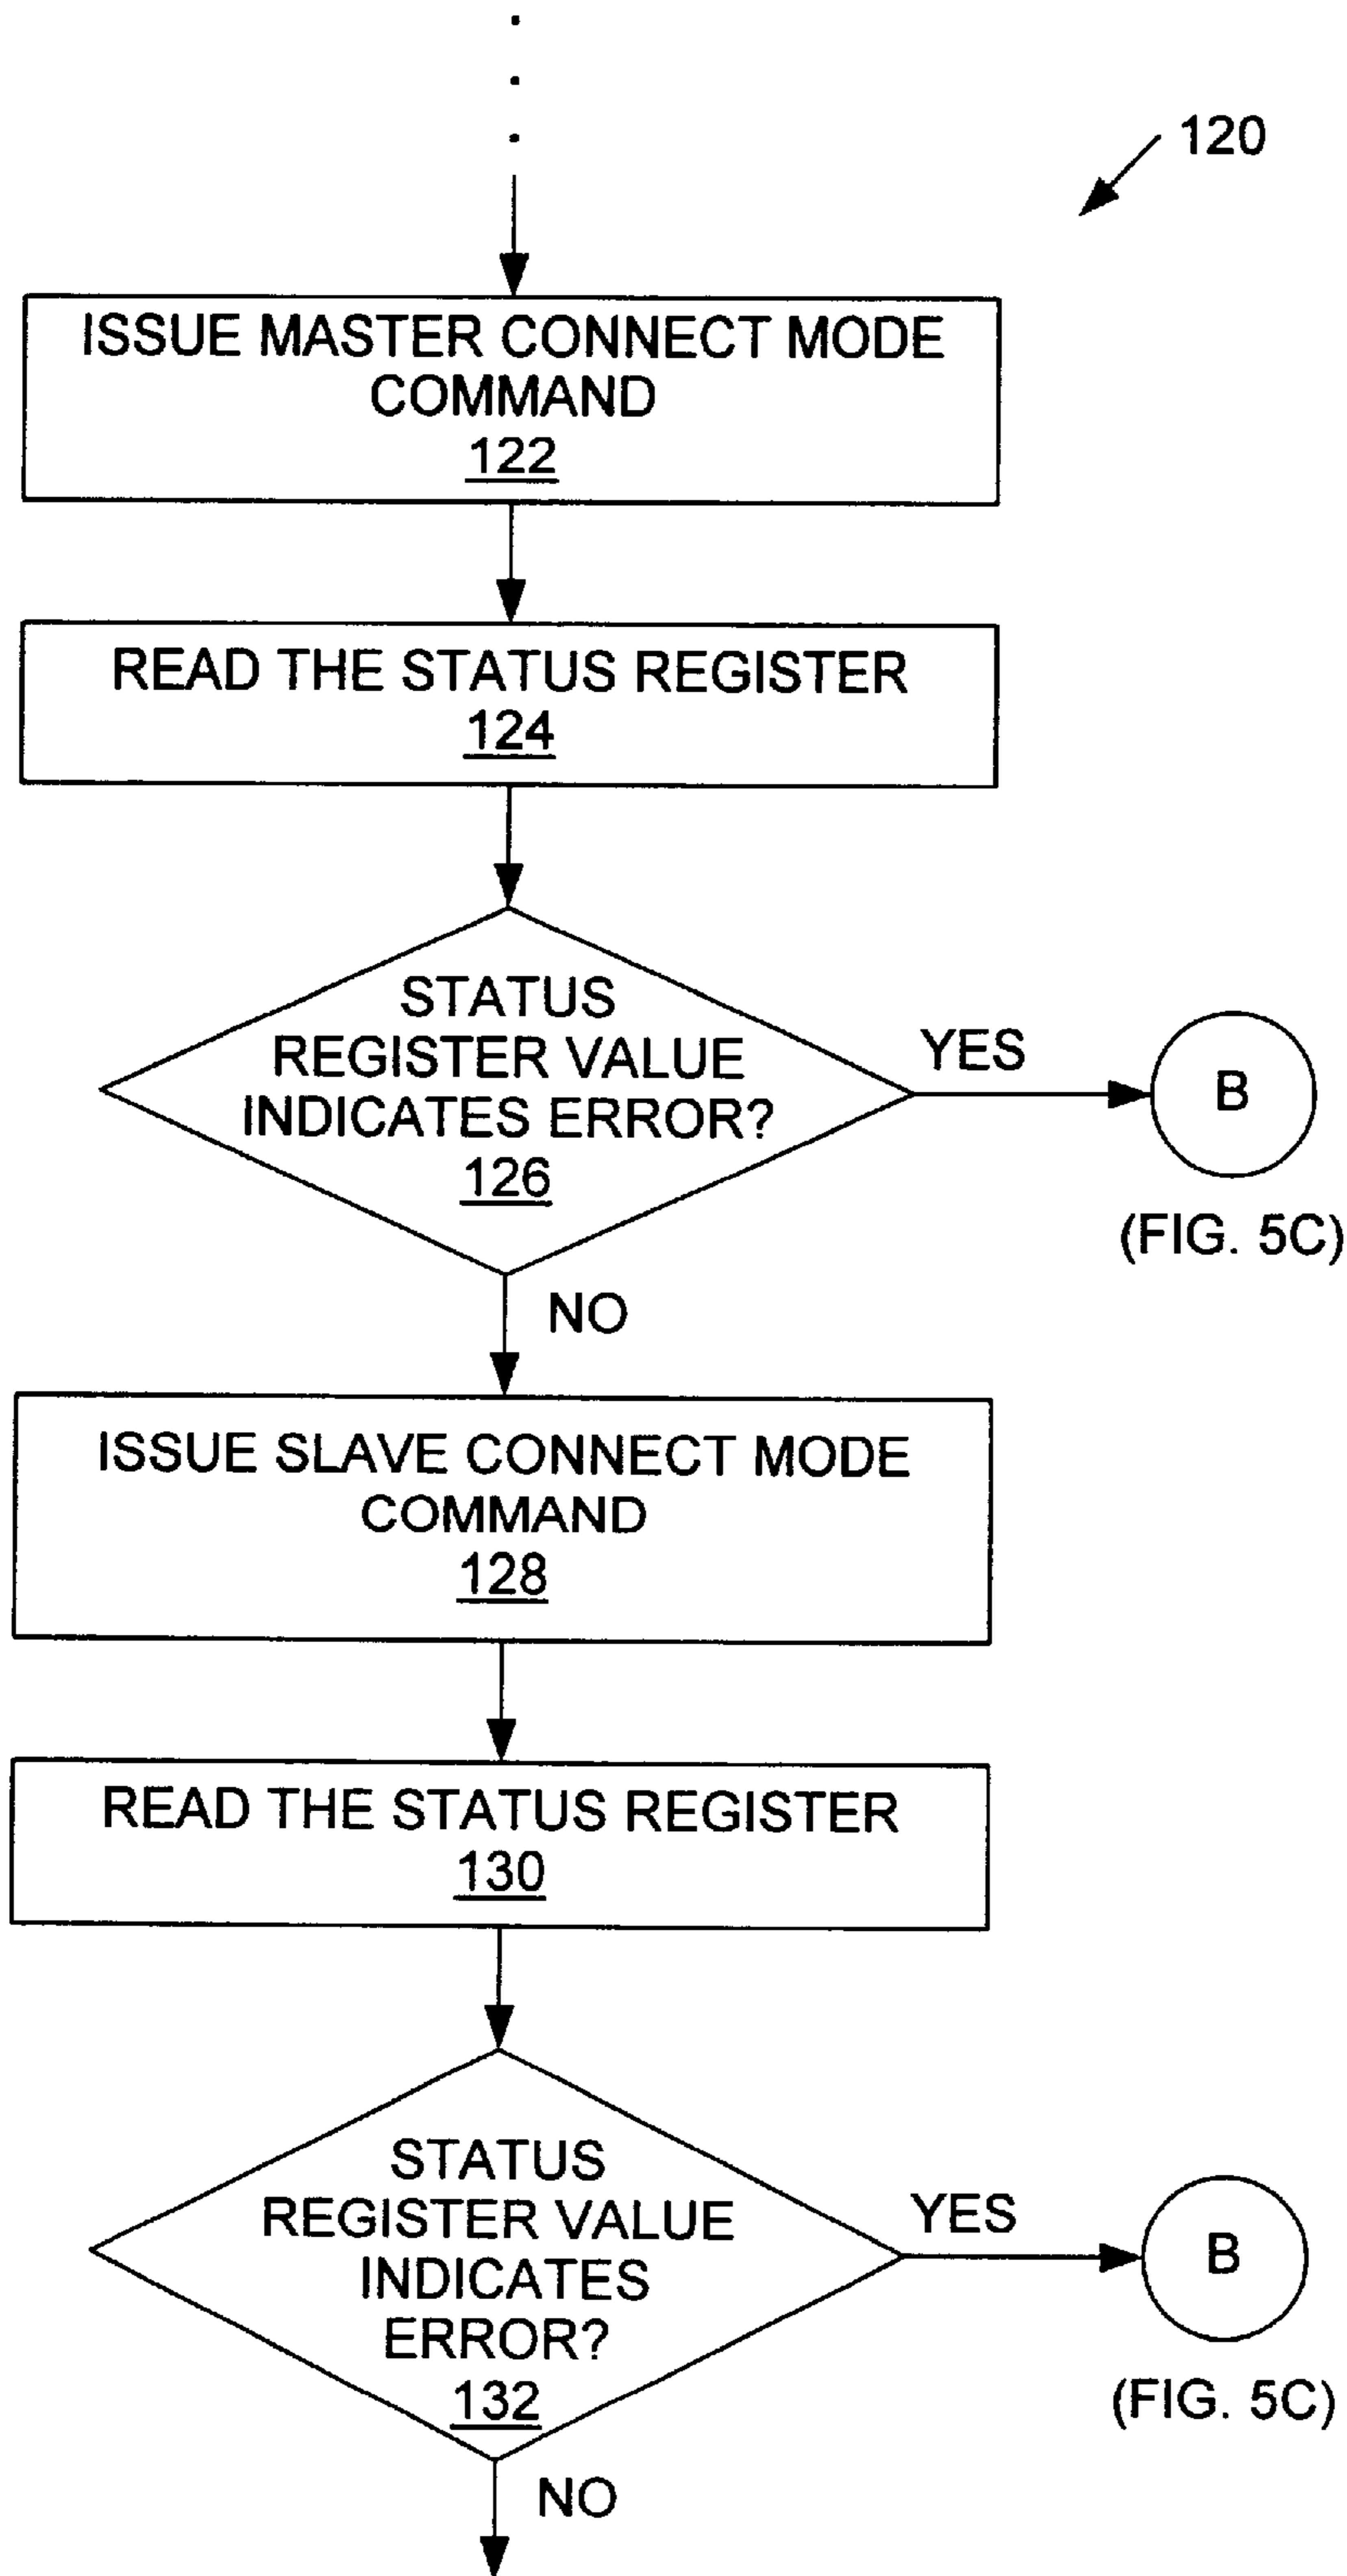 120
ISSUE MASTER CONNECT MODE
COMMAND
122
READ THE STATUS REGISTER
124
STATUS
REGISTER VALUE
INDICATES ERROR?
126
YES
B
(FIG. 5C)
NO
ISSUE SLAVE CONNECT MODE
COMMAND
128
READ THE STATUS REGISTER
130
STATUS
REGISTER VALUE
INDICATES
ERROR?
132
YES
B
(FIG. 5C)
NO